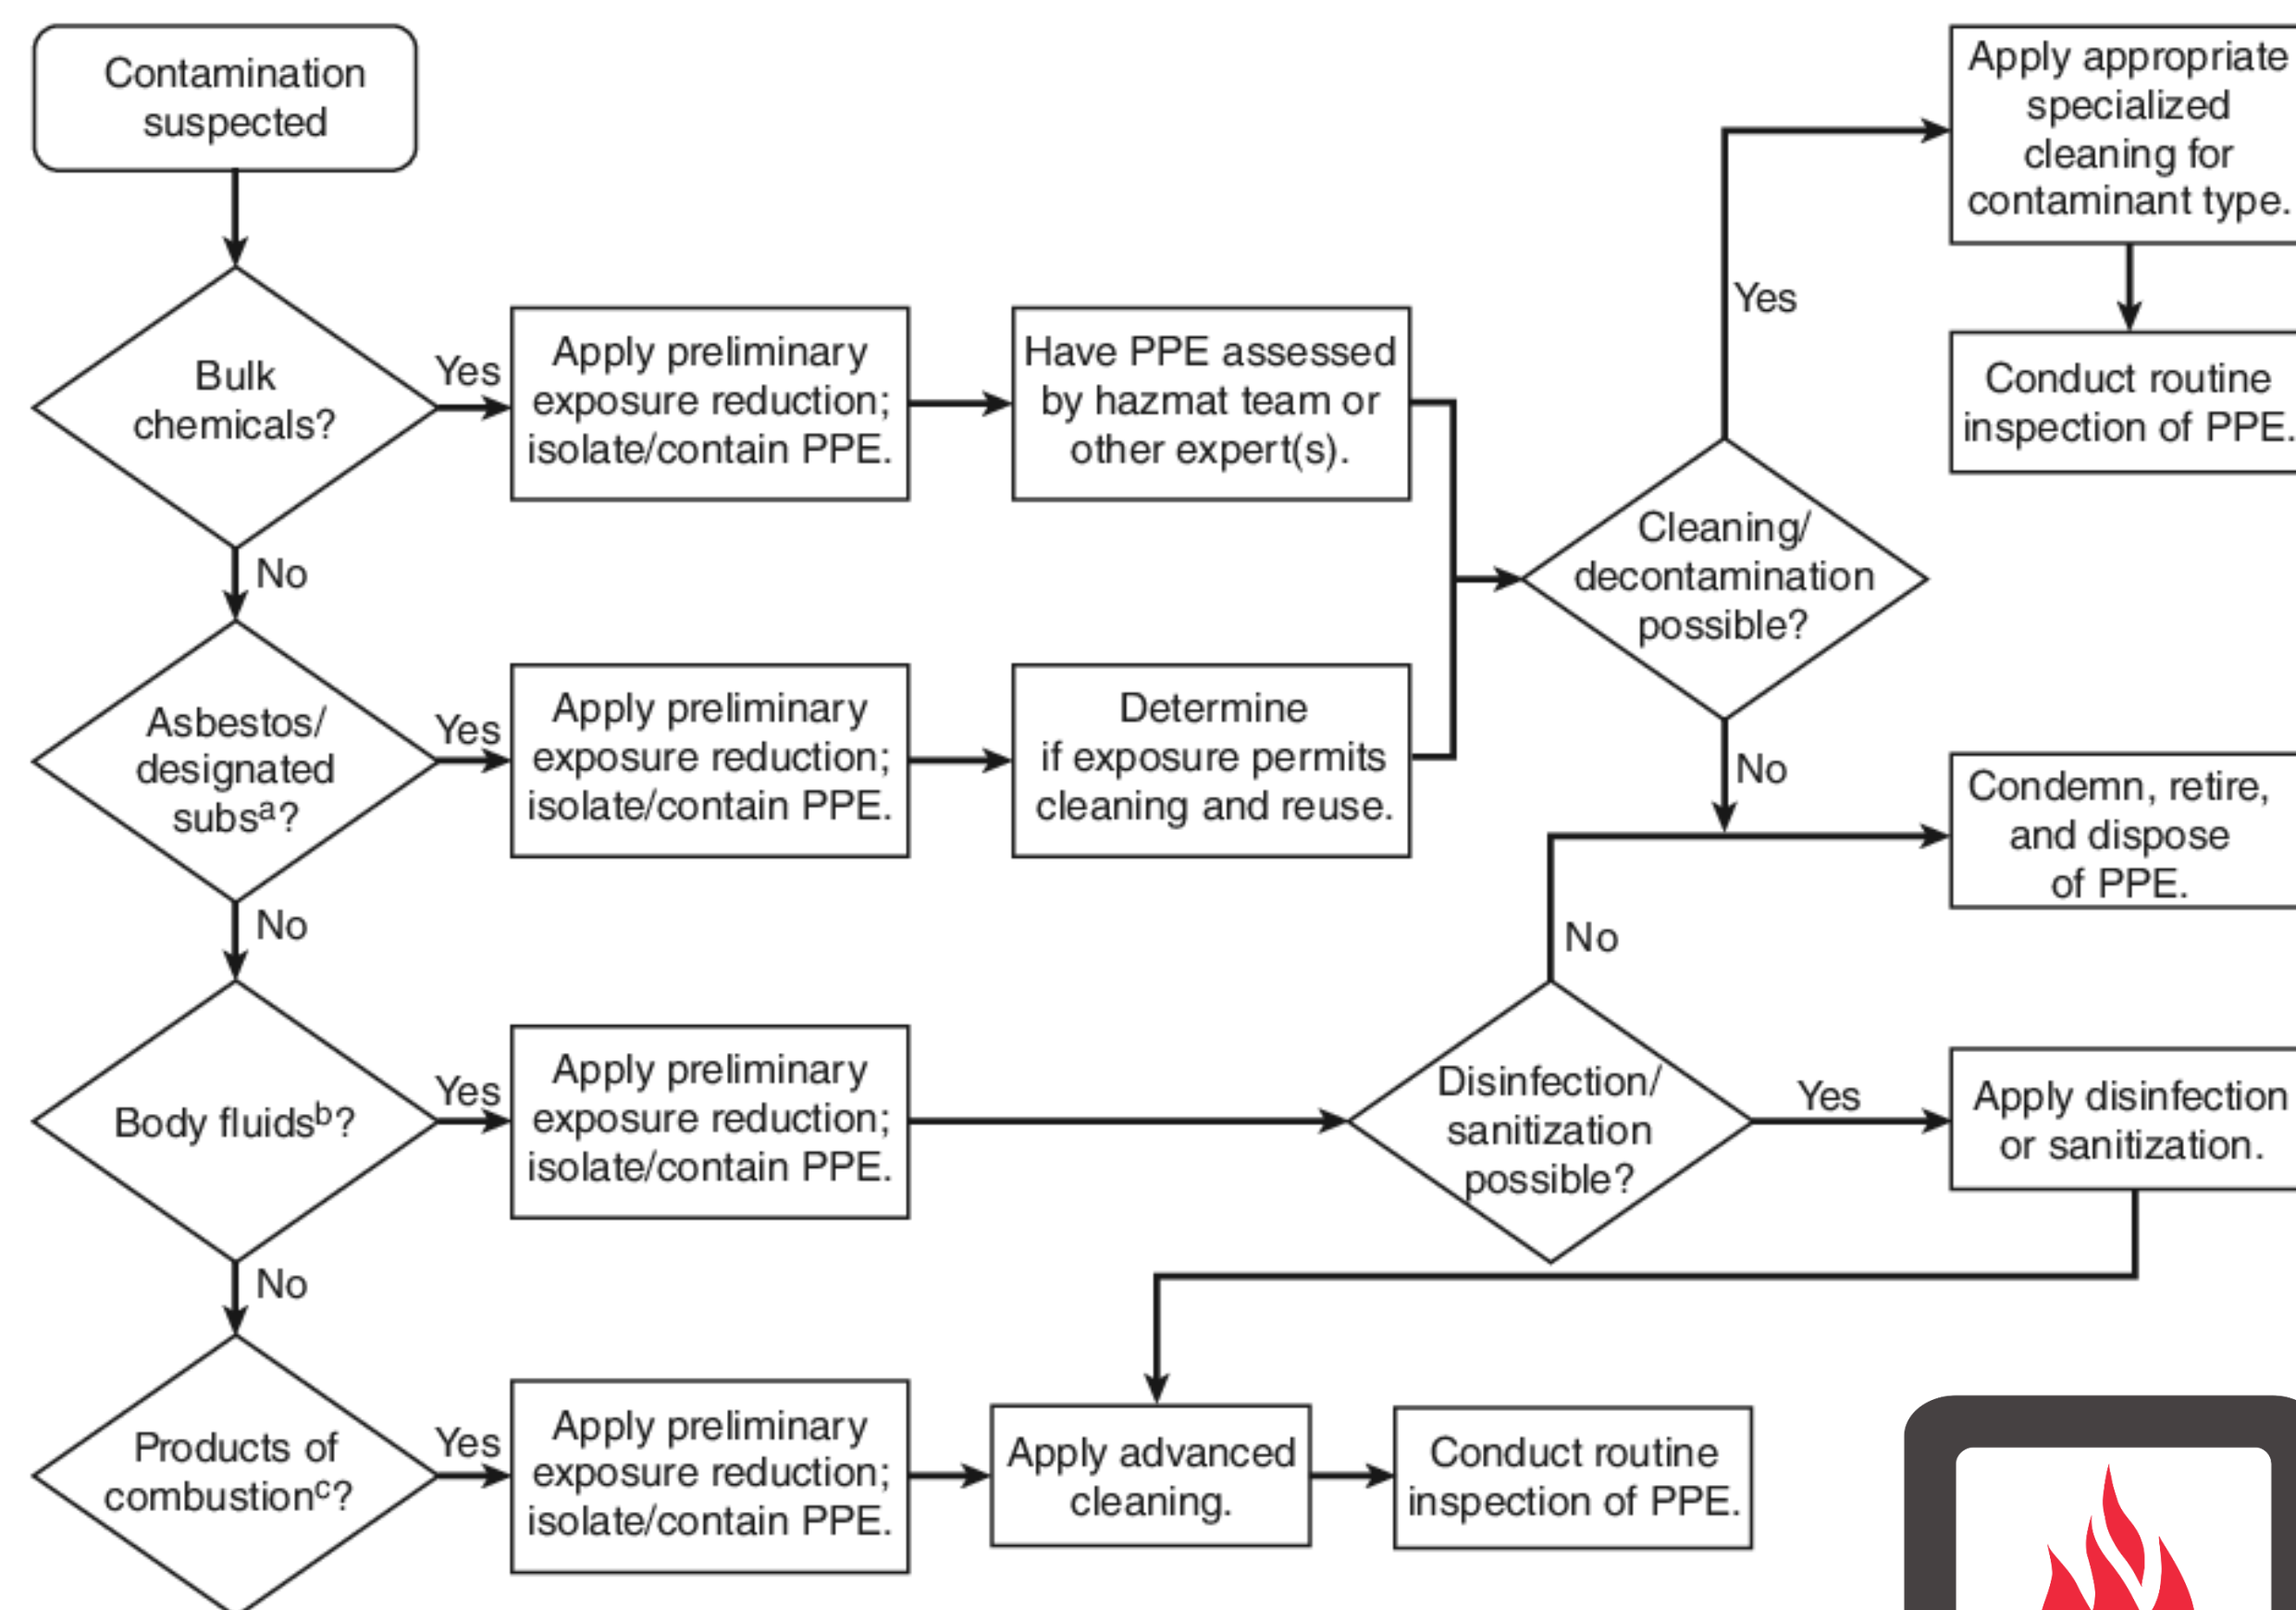 Contamination
suspected
Bulk
chemicals?
Yes
Apply preliminary
exposure reduction;
isolate/contain PPE.
Have PPE assessed
by hazmat team or
other expert(s).
No
Asbestos/
designated
subsᵃ?
Yes
Apply preliminary
exposure reduction;
isolate/contain PPE.
Determine
if exposure permits
cleaning and reuse.
Cleaning/
decontamination
possible?
Yes
Apply appropriate
specialized
cleaning for
contaminant type.
Conduct routine
inspection of PPE.
No
Condemn, retire,
and dispose
of PPE.
No
Body fluidsᵇ?
Yes
Apply preliminary
exposure reduction;
isolate/contain PPE.
Disinfection/
sanitization
possible?
No
Yes
Apply disinfection
or sanitization.
No
Products of
combustionᶜ?
Yes
Apply preliminary
exposure reduction;
isolate/contain PPE.
Apply advanced
cleaning.
Conduct routine
inspection of PPE.